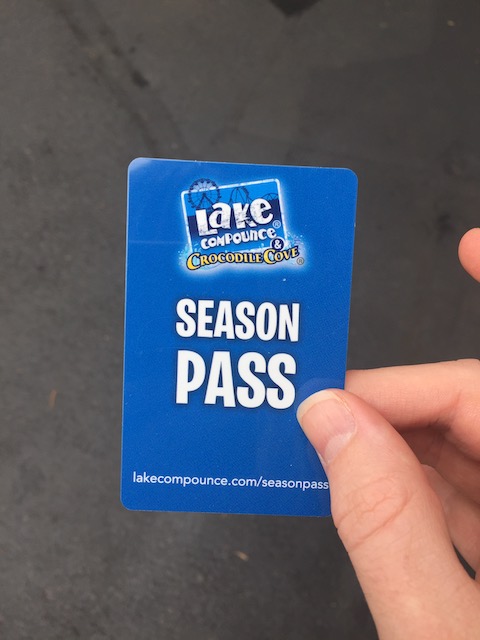 Lake
COMPOUNCE®
&
CROCODILE COVE®
SEASON
PASS
lakecompounce.com/seasonpass